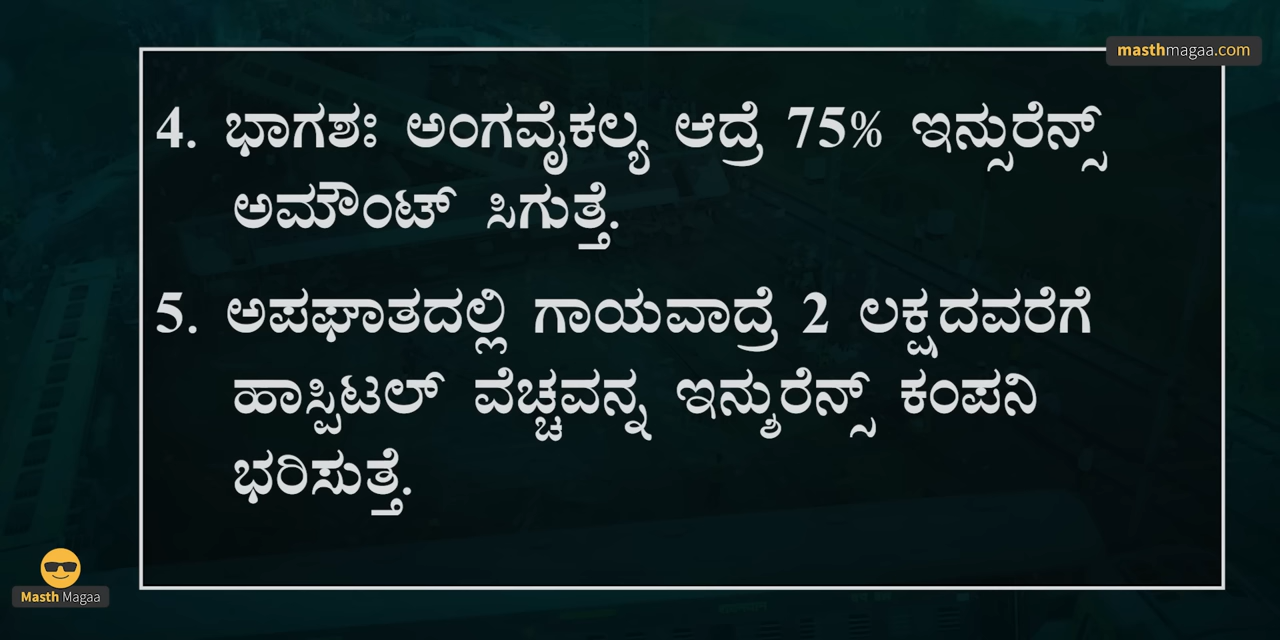 masthmagaa.com
4. ಭಾಗಶಃ ಅಂಗವೈಕಲ್ಯ ಆದ್ರೆ 75% ಇನ್ಸುರೆನ್ಸ್
ಅಮೌಂಟ್ ಸಿಗುತ್ತೆ.
5. ಅಪಘಾತದಲ್ಲಿ ಗಾಯವಾದ್ರೆ 2 ಲಕ್ಷದವರೆಗೆ
ಹಾಸ್ಪಿಟಲ್ ವೆಚ್ಚವನ್ನ ಇನ್ಶುರೆನ್ಸ್ ಕಂಪನಿ
ಭರಿಸುತ್ತೆ.
Masth Magaa